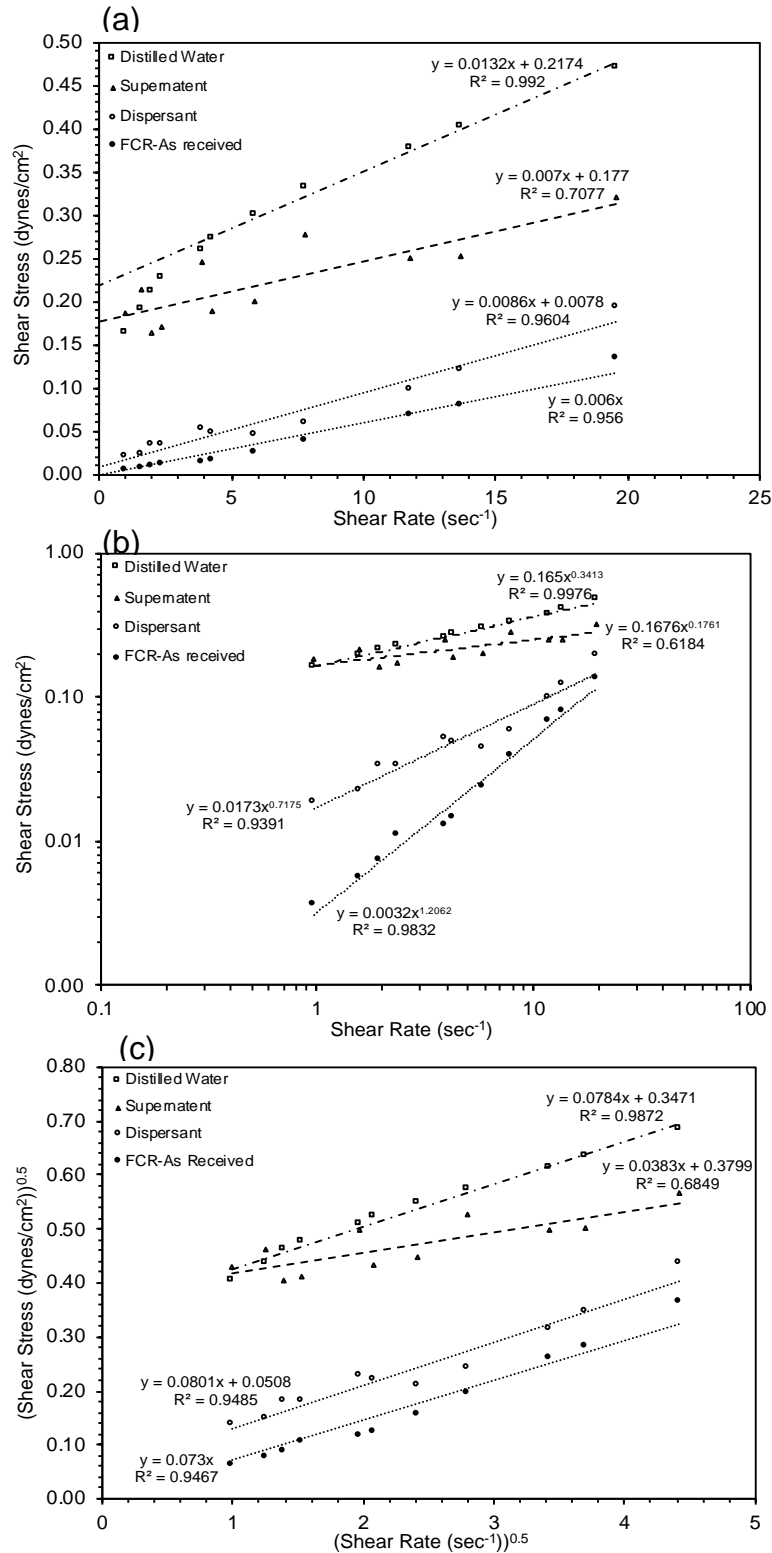 (a)
0.50
0.45
0.40
0.35
0.30
0.25
0.20
0.15
0.10
0.05
0.00
Shear Stress (dynes/cm²)
Distilled Water
Supernatent
Dispersant
FCR-As received
y = 0.0132x + 0.2174
R² = 0.992
y = 0.007x + 0.177
R² = 0.7077
y = 0.0086x + 0.0078
R² = 0.9604
y = 0.006x
R² = 0.956
0 5 10 15 20 25
Shear Rate (sec⁻¹)
(b)
1.00
0.10
0.01
0.00
Shear Stress (dynes/cm²)
Distilled Water
Supernatent
Dispersant
FCR-As received
y = 0.165x^0.3413
R² = 0.9976
y = 0.1676x^0.1761
R² = 0.6184
y = 0.0173x^0.7175
R² = 0.9391
y = 0.0032x^1.2062
R² = 0.9832
0.1 1 10 100
Shear Rate (sec⁻¹)
(c)
0.80
0.70
0.60
0.50
0.40
0.30
0.20
0.10
0.00
(Shear Stress (dynes/cm²))^0.5
Distilled Water
Supernatent
Dispersant
FCR-As Received
y = 0.0784x + 0.3471
R² = 0.9872
y = 0.0383x + 0.3799
R² = 0.6849
y = 0.0801x + 0.0508
R² = 0.9485
y = 0.073x
R² = 0.9467
0 1 2 3 4 5
(Shear Rate (sec⁻¹))^0.5